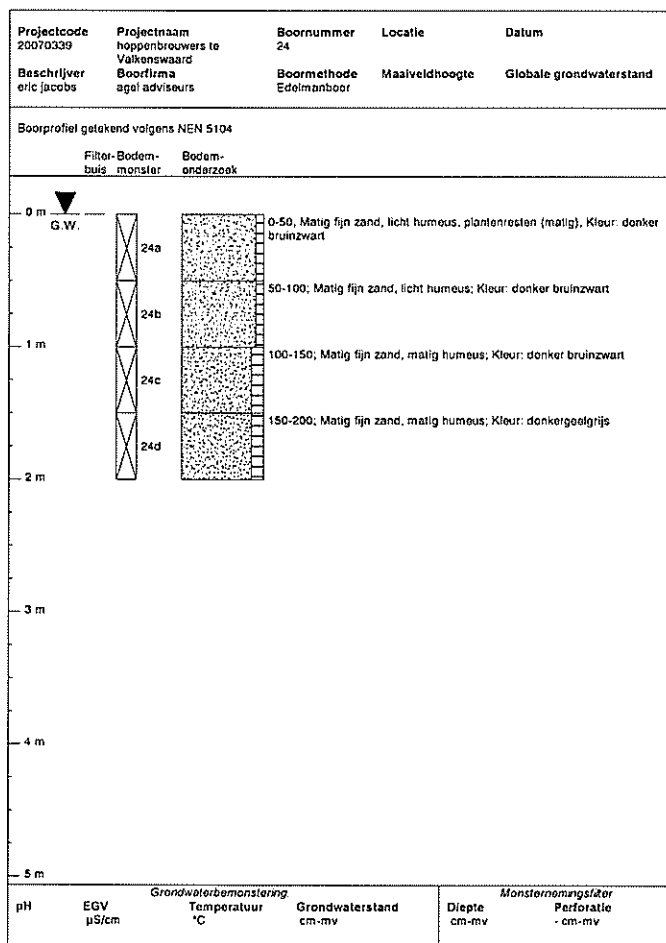 Projectcode Projectnaam Boornummer Locatie Datum
20070339 hoppenbrouwers te 24
Valkenswaard
Beschrijver Boorfirma Boormethode Maaiveldhoogte Globale grondwaterstand
eric jacobs agel adviseurs Edelmanboor
Boorprofiel getekend volgens NEN 5104
Filter- Bodem- Bodem-
buis monster onderzoek
0 m
G.W.
0-50, Matig fijn zand, licht humeus, plantenresten (matig), Kleur: donker
bruinzwart
24a
50-100; Matig fijn zand, licht humeus; Kleur: donker bruinzwart
24b
1 m
100-150; Matig fijn zand, matig humeus; Kleur: donker bruinzwart
24c
150-200; Matig fijn zand, matig humeus; Kleur: donkergeelgrijs
24d
2 m
3 m
4 m
5 m
Grondwaterbemonstering Monsternemingsfilter
pH EGV Temperatuur Grondwaterstand Diepte Perforatie
µS/cm °C cm-mv cm-mv - cm-mv